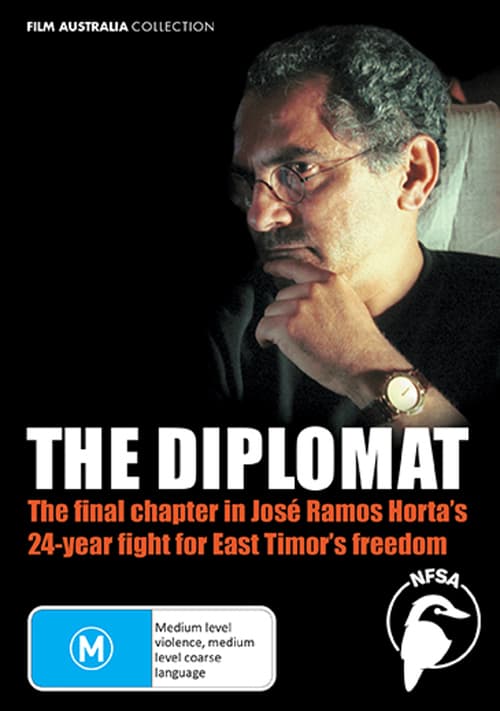 FILM AUSTRALIA COLLECTION
THE DIPLOMAT
The final chapter in José Ramos Horta's
24-year fight for East Timor's freedom
NFSA
M
Medium level
violence, medium
level coarse
language